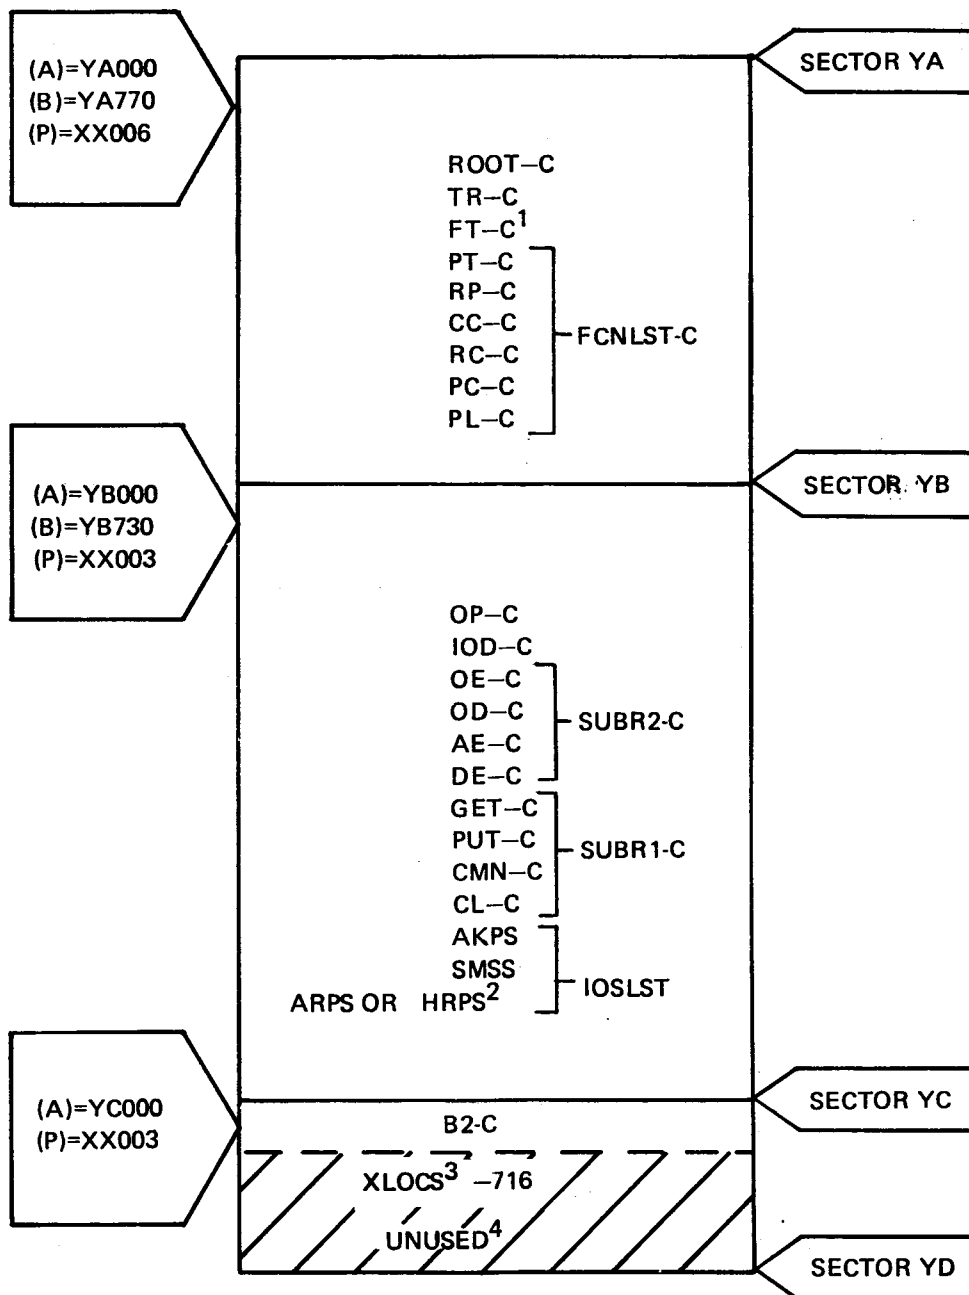 (A)=YA000
(B)=YA770
(P)=XX006
SECTOR YA
ROOT–C
TR–C
FT–C1
PT–C
RP–C
CC–C
RC–C
PC–C
PL–C
FCNLST-C
(A)=YB000
(B)=YB730
(P)=XX003
SECTOR YB
OP–C
IOD–C
OE–C
OD–C
AE–C
DE–C
SUBR2-C
GET–C
PUT–C
CMN–C
CL–C
SUBR1-C
AKPS
SMSS
ARPS OR HRPS2
IOSLST
(A)=YC000
(P)=XX003
SECTOR YC
B2-C
XLOCS3 –716
UNUSED4
SECTOR YD